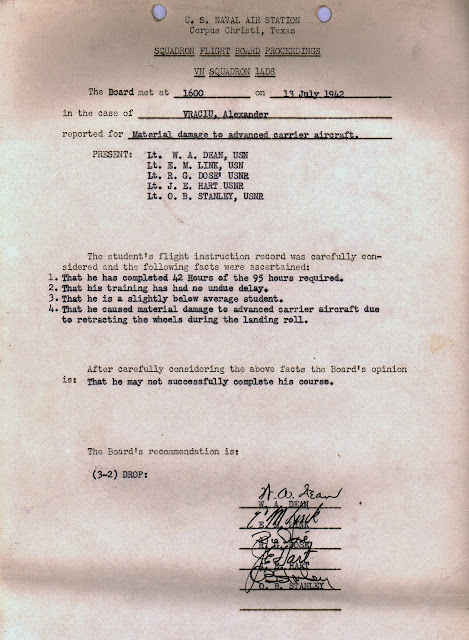 U. S. NAVAL AIR STATION
Corpus Christi, Texas
SQUADRON FLIGHT BOARD PROCEEDINGS
VN SQUADRON 14D8
The Board met at 1600 on 13 July 1942
in the case of VRACIU, Alexander
reported for Material damage to advanced carrier aircraft.
PRESENT: Lt. W. A. DEAN, USN
Lt. E. M. LINK, USN
Lt. R. G. DOSE' USNR
Lt. J. E. HART USNR
Lt. O. B. STANLEY, USNR
The student's flight instruction record was carefully con-
sidered and the following facts were ascertained:
1. That he has completed 42 Hours of the 95 hours required.
2. That his training has had no undue delay.
3. That he is a slightly below average student.
4. That he caused material damage to advanced carrier aircraft due
to retracting the wheels during the landing roll.
After carefully considering the above facts the Board's opinion
is: That he may not successfully complete his course.
The Board's recommendation is:
(3-2) DROP:
W. A. Dean
W. A. DEAN
E M Link
E. M. LINK
R. G. DOSE'
J E Hart
J. E. HART
O. B. STANLEY